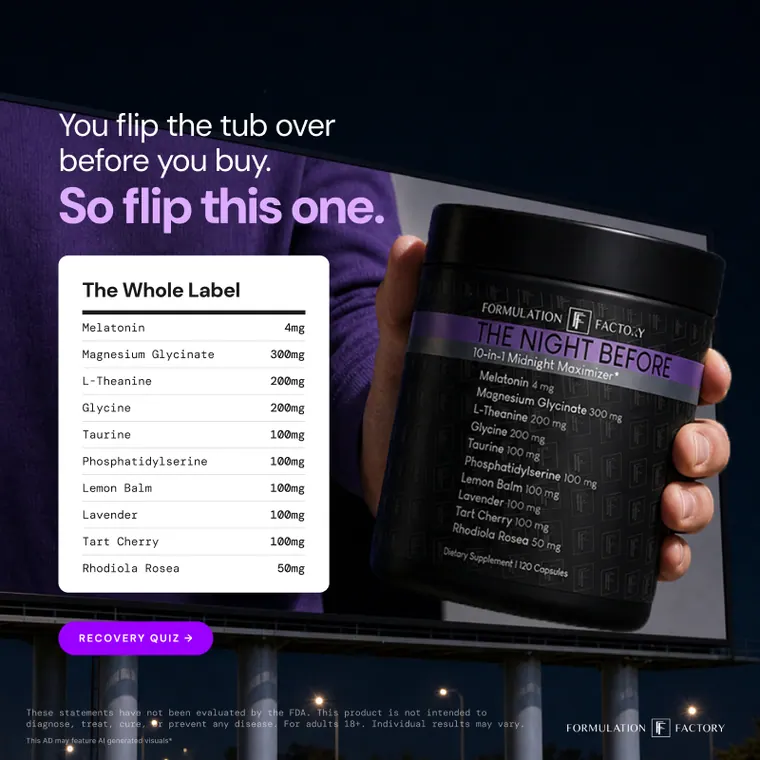 You flip the tub over
before you buy.
So flip this one.
The Whole Label
Melatonin 4mg
Magnesium Glycinate 300mg
L-Theanine 200mg
Glycine 200mg
Taurine 100mg
Phosphatidylserine 100mg
Lemon Balm 100mg
Lavender 100mg
Tart Cherry 100mg
Rhodiola Rosea 50mg
RECOVERY QUIZ →
FORMULATION FF FACTORY
THE NIGHT BEFORE
10-in-1 Midnight Maximizer*
Melatonin 4 mg
Magnesium Glycinate 300 mg
L-Theanine 200 mg
Glycine 200 mg
Taurine 100 mg
Phosphatidylserine 100 mg
Lemon Balm 100 mg
Lavender 100 mg
Tart Cherry 100 mg
Rhodiola Rosea 50 mg
Dietary Supplement | 120 Capsules
These statements have not been evaluated by the FDA. This product is not intended to
diagnose, treat, cure, or prevent any disease. For adults 18+. Individual results may vary.
This AD may feature AI generated visuals*
FORMULATION FF FACTORY